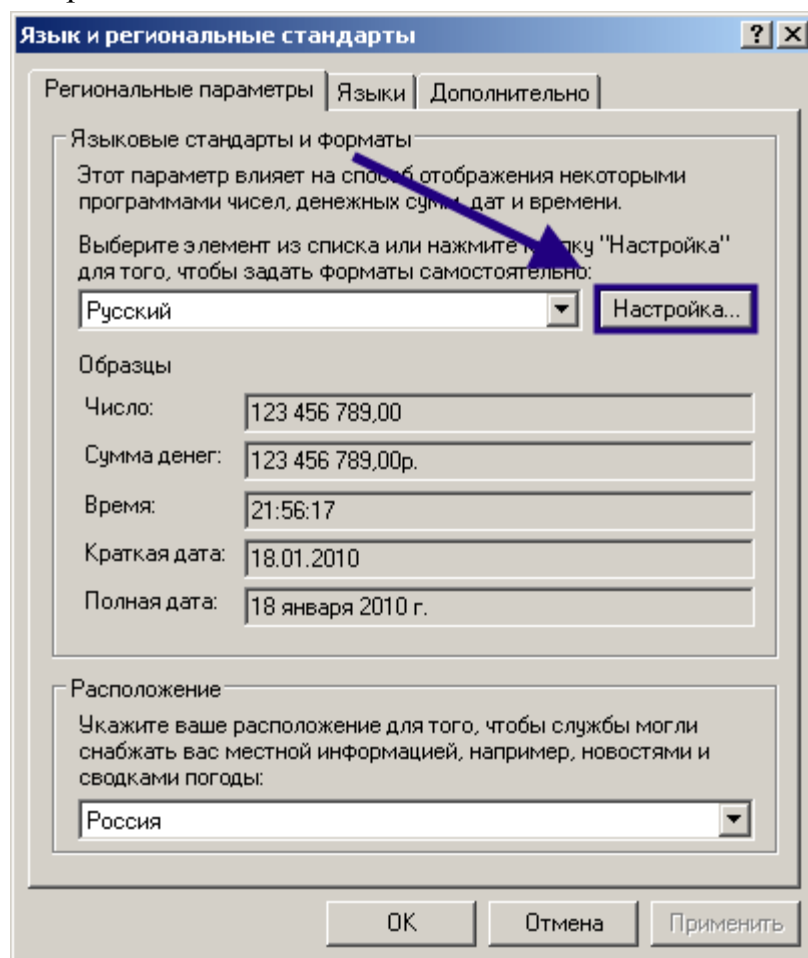 Язык и региональные стандарты
Региональные параметры Языки Дополнительно
Языковые стандарты и форматы
Этот параметр влияет на способ отображения некоторыми
программами чисел, денежных сумм, дат и времени.
Выберите элемент из списка или нажмите кнопку "Настройка"
для того, чтобы задать форматы самостоятельно:
Русский Настройка...
Образцы
Число: 123 456 789,00
Сумма денег: 123 456 789,00р.
Время: 21:56:17
Краткая дата: 18.01.2010
Полная дата: 18 января 2010 г.
Расположение
Укажите ваше расположение для того, чтобы службы могли
снабжать вас местной информацией, например, новостями и
сводками погоды:
Россия
ОК Отмена Применить